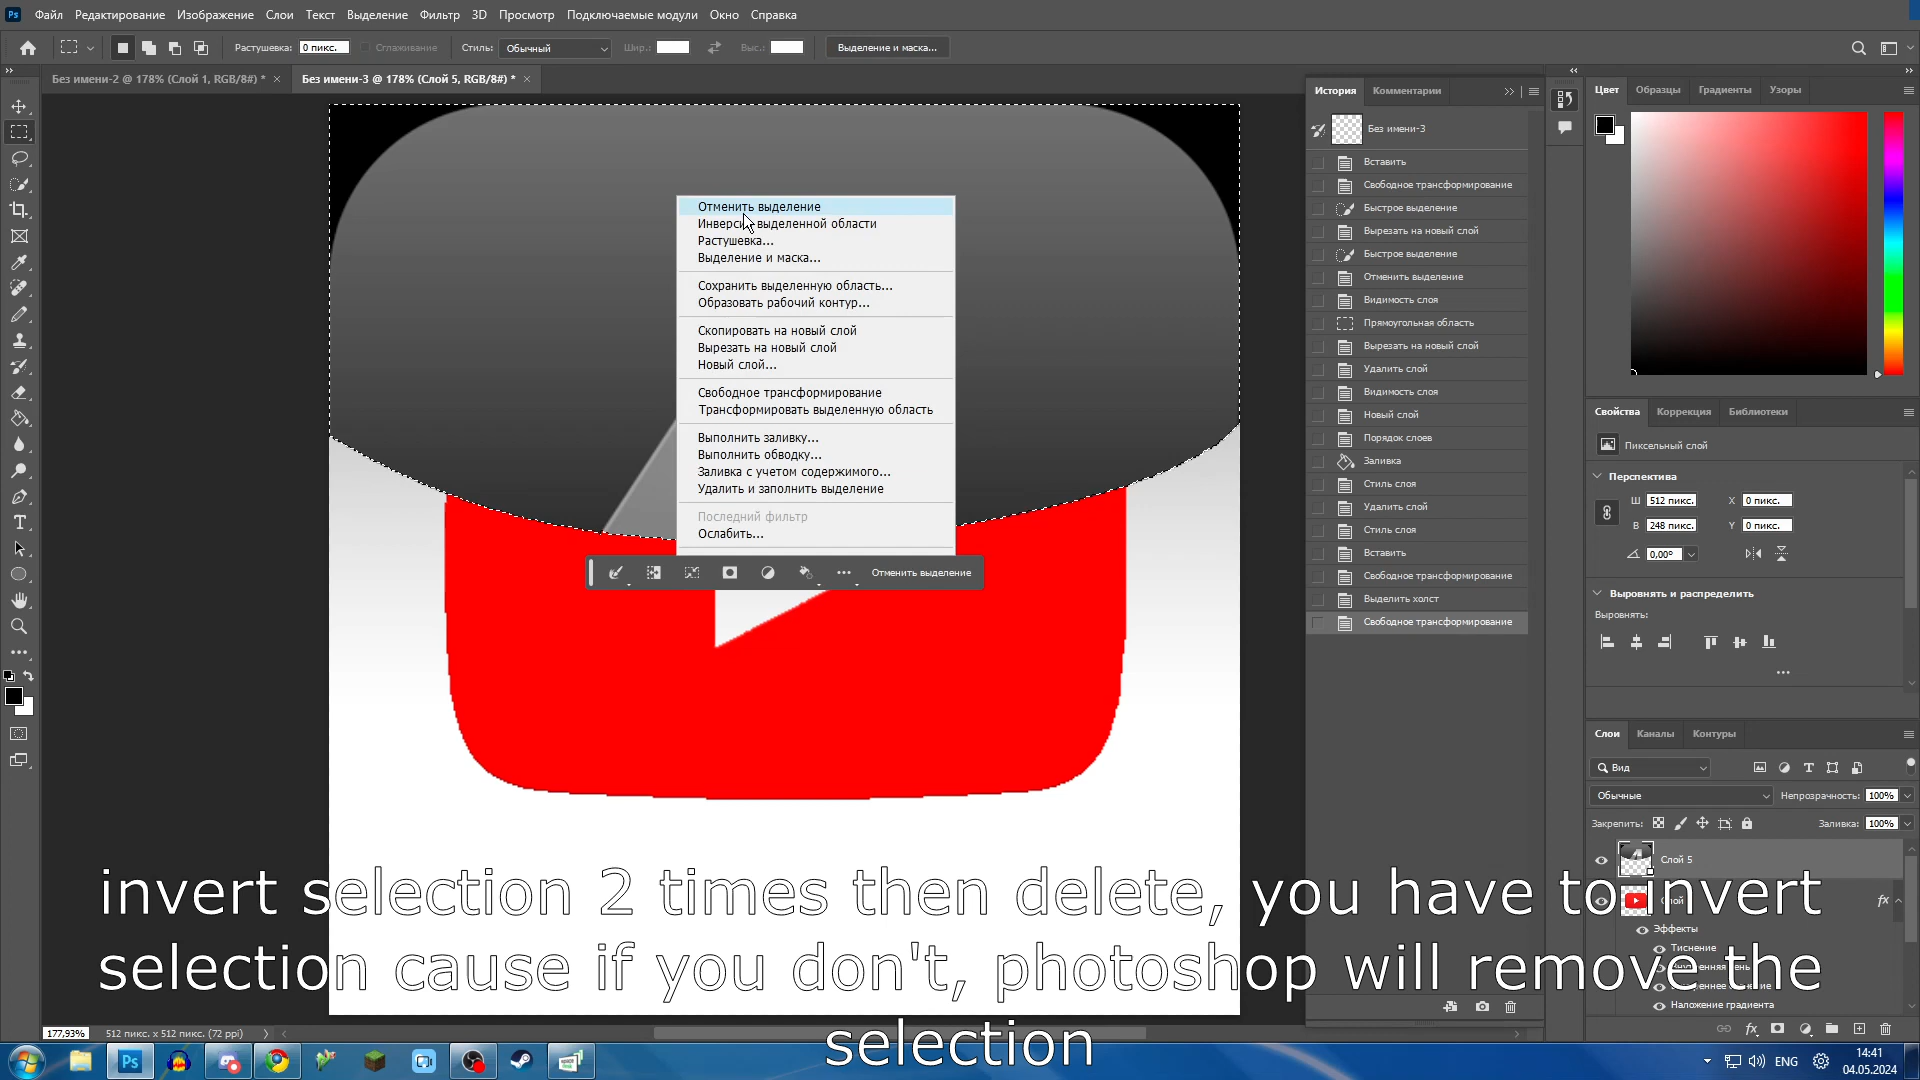 Ps Файл Редактирование Изображение Слои Текст Выделение Фильтр 3D Просмотр Подключаемые модули Окно Справка
Растушевка: 0 пикс. Сглаживание Стиль: Обычный Шир.: Выс.: Выделение и маска...
Без имени-2 @ 178% (Слой 1, RGB/8#) * Без имени-3 @ 178% (Слой 5, RGB/8#) *
Отменить выделение
Инверсия выделенной области
Растушевка...
Выделение и маска...
Сохранить выделенную область...
Образовать рабочий контур...
Скопировать на новый слой
Вырезать на новый слой
Новый слой...
Свободное трансформирование
Трансформировать выделенную область
Выполнить заливку...
Выполнить обводку...
Заливка с учетом содержимого...
Удалить и заполнить выделение
Последний фильтр
Ослабить...
Отменить выделение
История Комментарии
Без имени-3
Вставить
Свободное трансформирование
Быстрое выделение
Вырезать на новый слой
Быстрое выделение
Отменить выделение
Видимость слоя
Прямоугольная область
Вырезать на новый слой
Удалить слой
Видимость слоя
Новый слой
Порядок слоев
Заливка
Стиль слоя
Удалить слой
Стиль слоя
Вставить
Свободное трансформирование
Выделить холст
Свободное трансформирование
Цвет Образцы Градиенты Узоры
Свойства Коррекция Библиотеки
Пиксельный слой
Перспектива
Ш 512 пикс. X 0 пикс.
В 248 пикс. Y 0 пикс.
0,00°
Выровнять и распределить
Выровнять:
Слои Каналы Контуры
Вид
Обычные Непрозрачность: 100%
Закрепить: Заливка: 100%
Слой 5
Слой fx
Эффекты
Тиснение
Наложение градиента
invert selection 2 times then delete, you have to invert
selection cause if you don't, photoshop will remove the
selection
177,93% 512 пикс. x 512 пикс. (72 ppi)
Ps ENG 14:41
04.05.2024